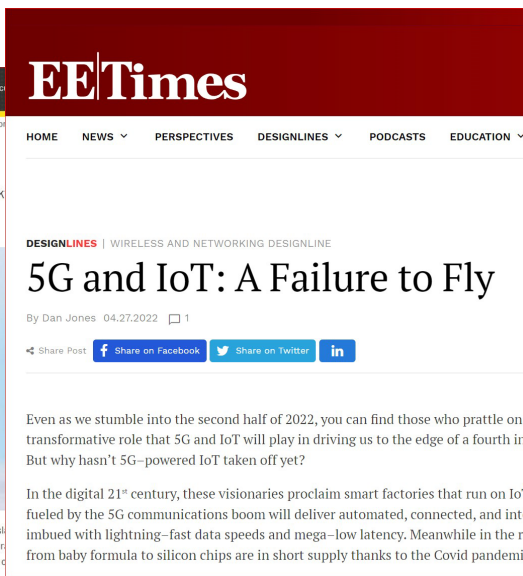 EE|Times
HOME NEWS PERSPECTIVES DESIGNLINES PODCASTS EDUCATION
DESIGNLINES | WIRELESS AND NETWORKING DESIGNLINE
5G and IoT: A Failure to Fly
By Dan Jones 04.27.2022 1
Share Post Share on Facebook Share on Twitter in
Even as we stumble into the second half of 2022, you can find those who prattle on
transformative role that 5G and IoT will play in driving us to the edge of a fourth in
But why hasn't 5G–powered IoT taken off yet?
In the digital 21st century, these visionaries proclaim smart factories that run on Io
fueled by the 5G communications boom will deliver automated, connected, and int
imbued with lightning–fast data speeds and mega–low latency. Meanwhile in the r
from baby formula to silicon chips are in short supply thanks to the Covid pandemi